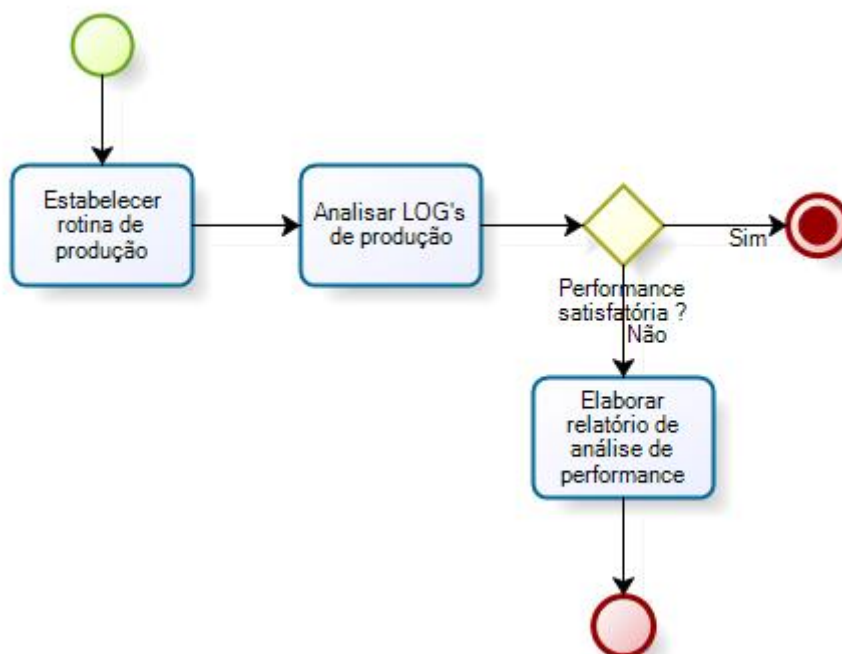 Estabelecer
rotina de
produção
Analisar LOG's
de produção
Sim
Performance
satisfatória ?
Não
Elaborar
relatório de
análise de
performance